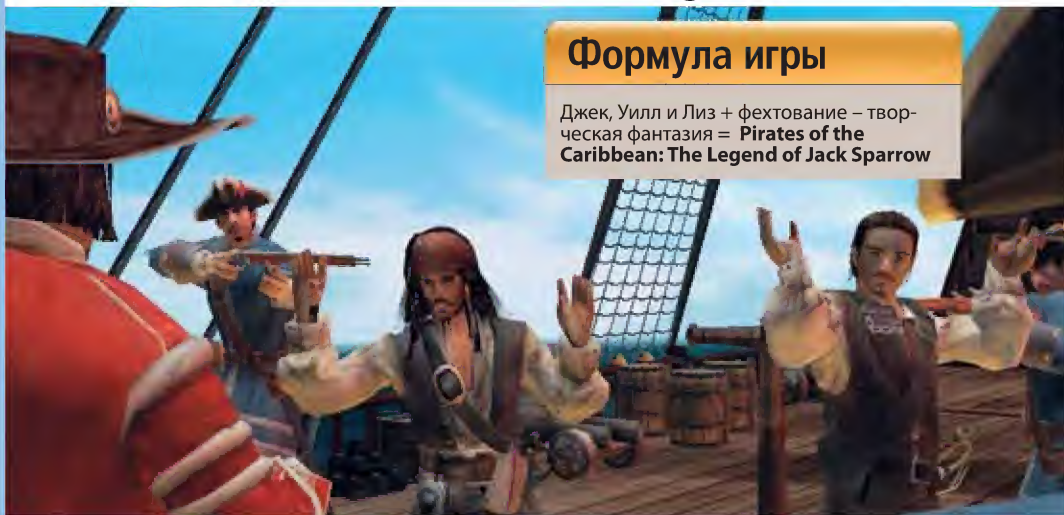 Формула игры
Джек, Уилл и Лиз + фехтование – твор-
ческая фантазия = Pirates of the
Caribbean: The Legend of Jack Sparrow